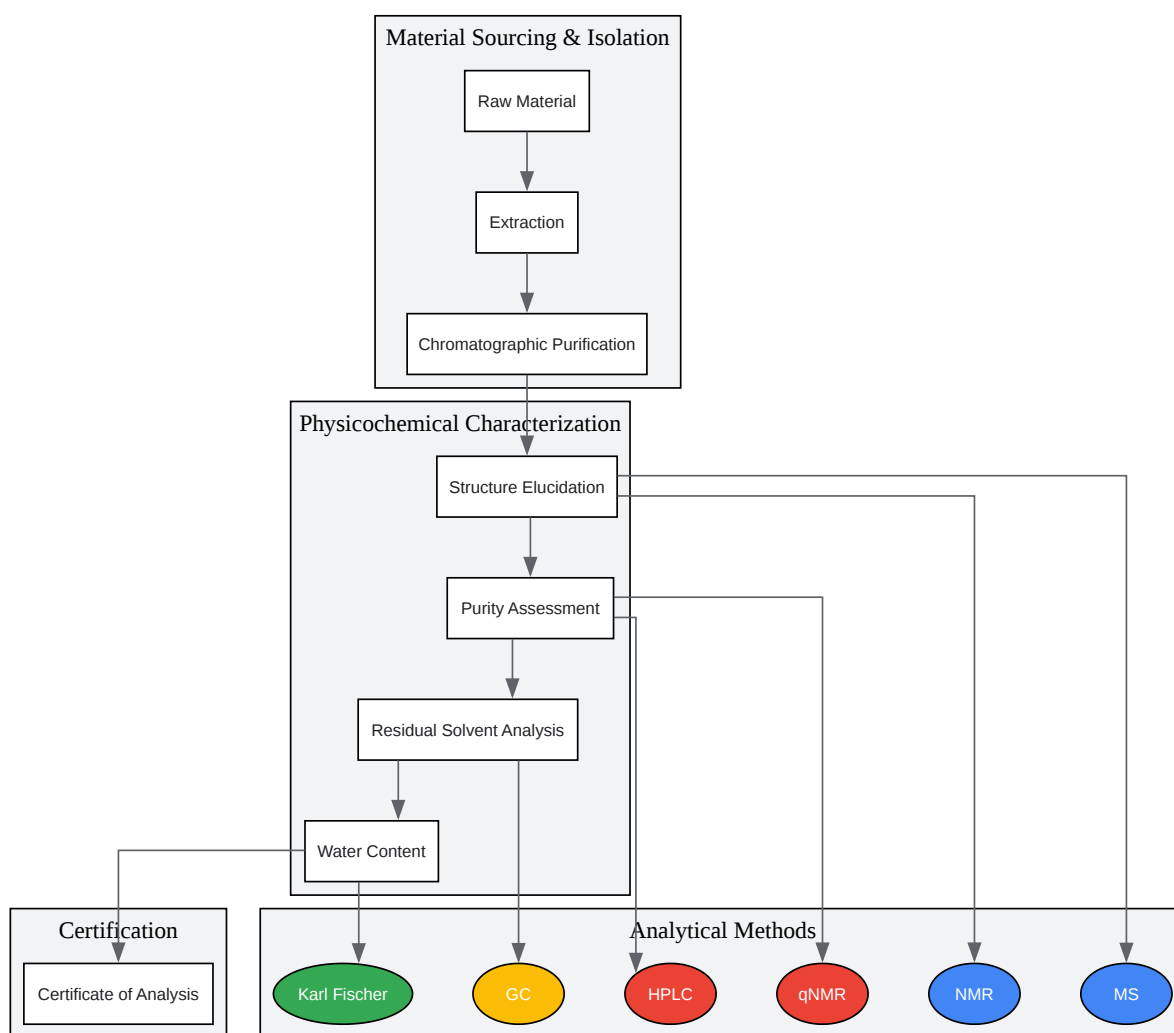 Material Sourcing & Isolation
Raw Material
Extraction
Chromatographic Purification
Physicochemical Characterization
Structure Elucidation
Purity Assessment
Residual Solvent Analysis
Water Content
Certification
Certificate of Analysis
Analytical Methods
Karl Fischer
GC
HPLC
qNMR
NMR
MS